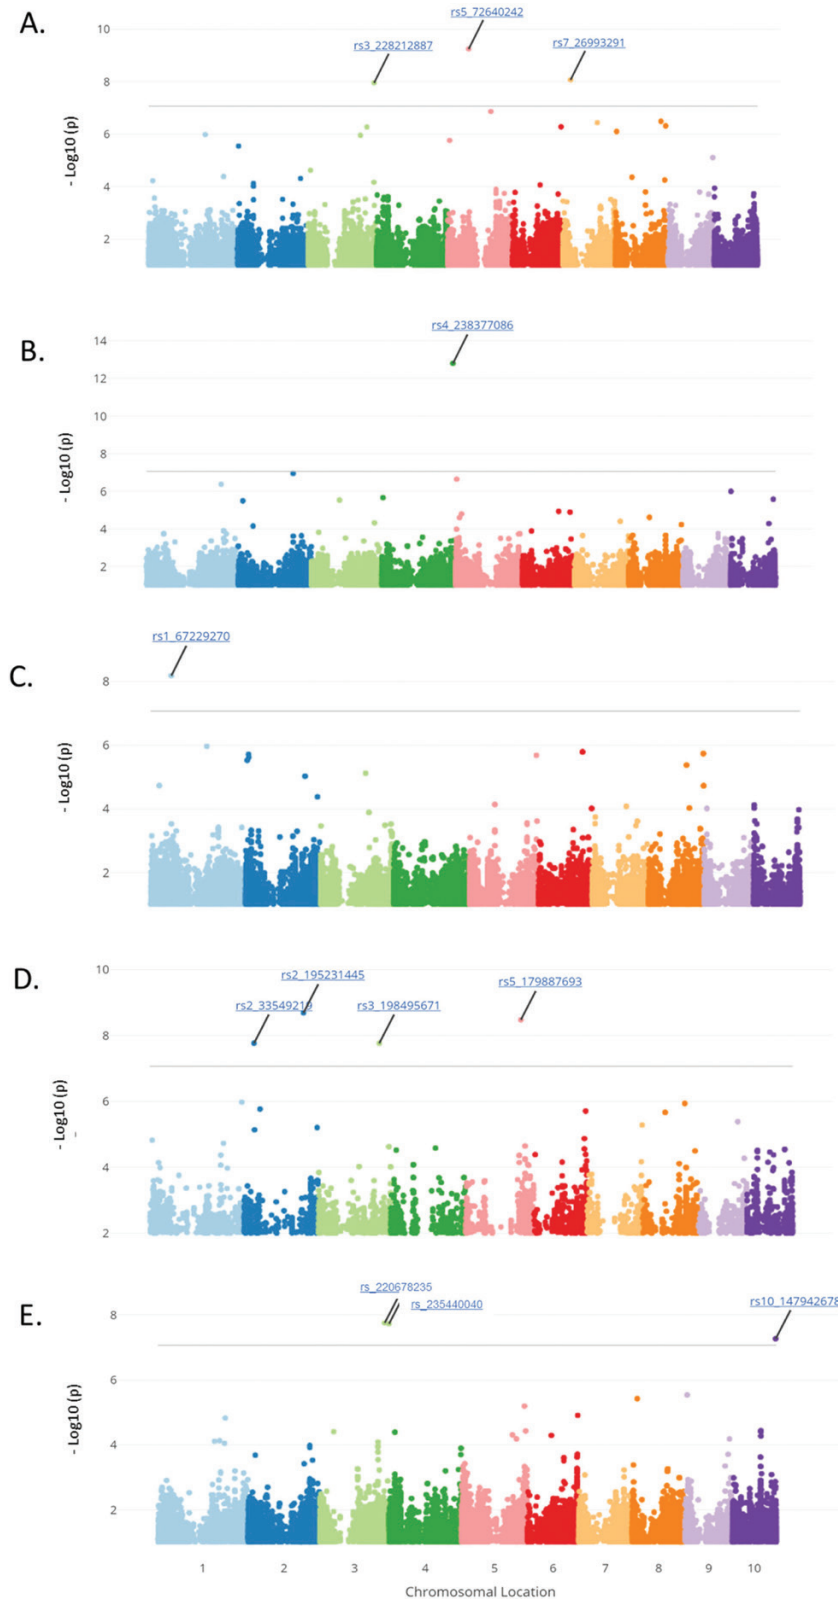 A.
rs5_72640242
rs3_228212887
rs7_26993291
10
8
6
4
2
- Log10 (p)
B.
rs4_238377086
14
12
10
8
6
4
2
- Log10 (p)
C.
rs1_67229270
8
6
4
2
- Log10 (p)
D.
rs2_195231445
rs2_33549219
rs3_198495671
rs5_179887693
10
8
6
4
2
- Log10 (p)
E.
rs_220678235
rs_235440040
rs10_147942678
8
6
4
2
- Log10 (p)
1 2 3 4 5 6 7 8 9 10
Chromosomal Location